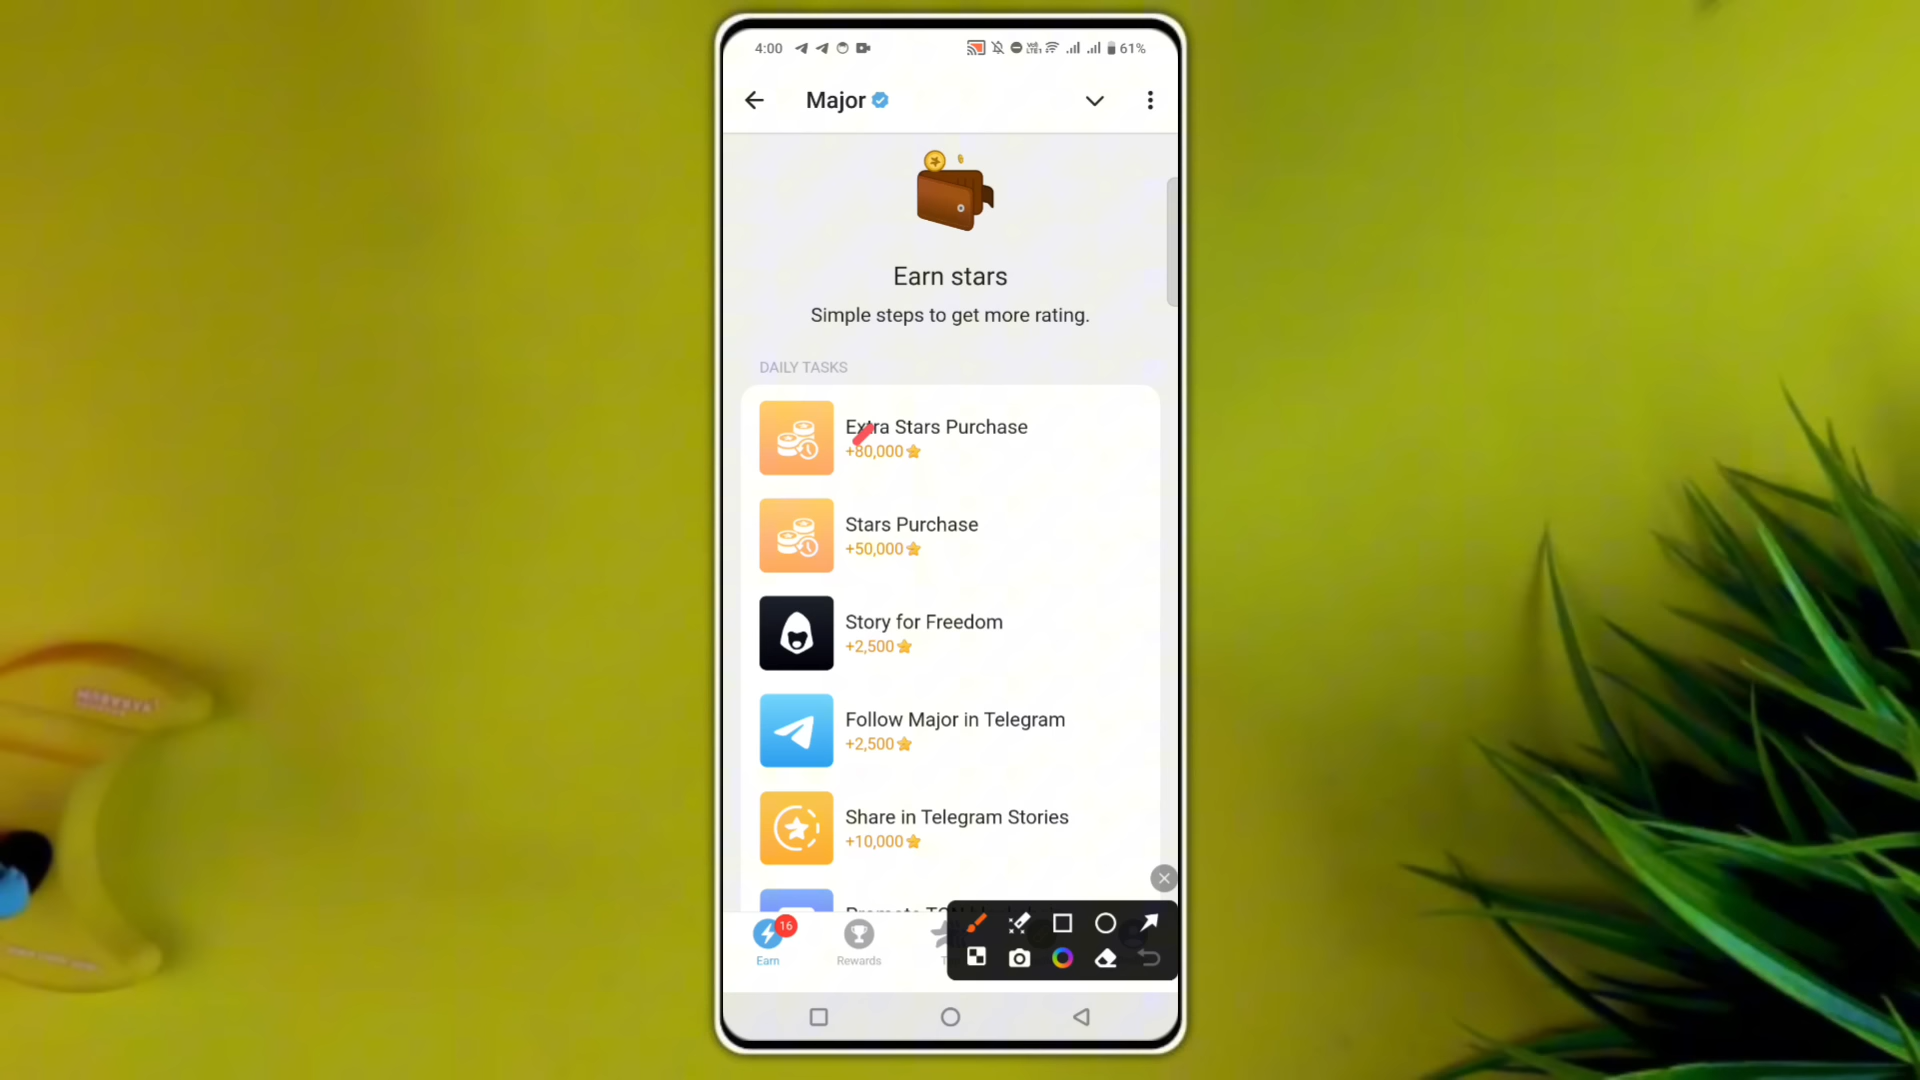 4:00
61%
Major
Earn stars
Simple steps to get more rating.
DAILY TASKS
Extra Stars Purchase
+80,000
Stars Purchase
+50,000
Story for Freedom
+2,500
Follow Major in Telegram
+2,500
Share in Telegram Stories
+10,000
16
Earn
Rewards